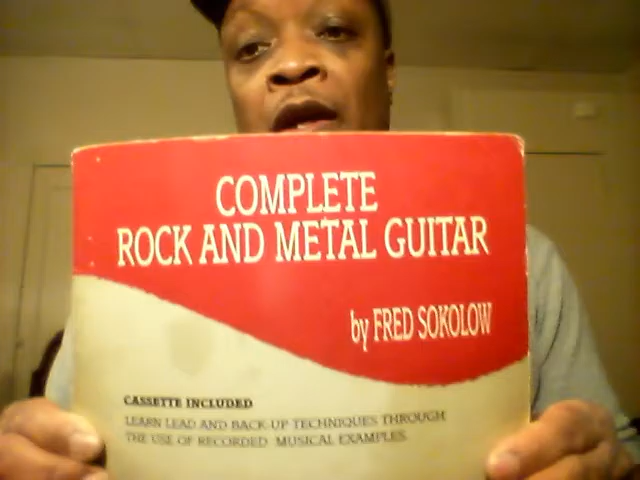 COMPLETE
ROCK AND METAL GUITAR
by FRED SOKOLOW
CASSETTE INCLUDED
LEARN LEAD AND BACK-UP TECHNIQUES THROUGH
THE USE OF RECORDED MUSICAL EXAMPLES.